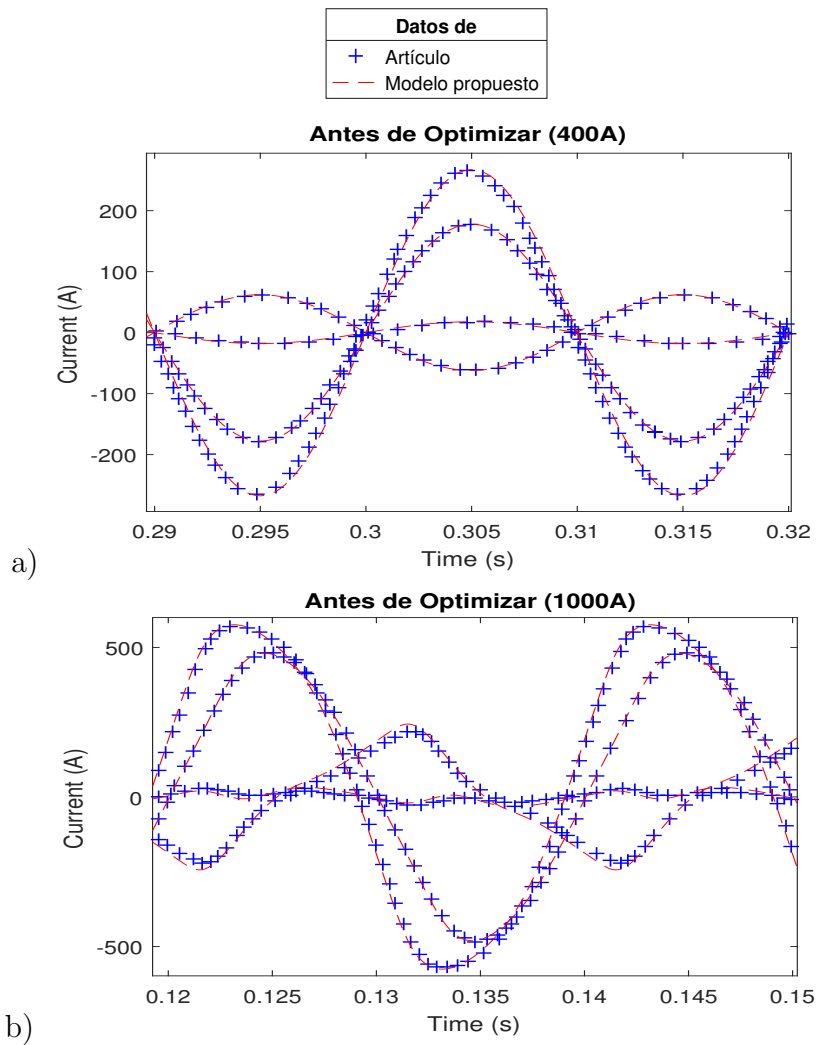 Datos de
Artículo
Modelo propuesto
Antes de Optimizar (400A)
Current (A)
200
100
0
-100
-200
0.29 0.295 0.3 0.305 0.31 0.315 0.32
Time (s)
a)
Antes de Optimizar (1000A)
Current (A)
500
0
-500
0.12 0.125 0.13 0.135 0.14 0.145 0.15
Time (s)
b)